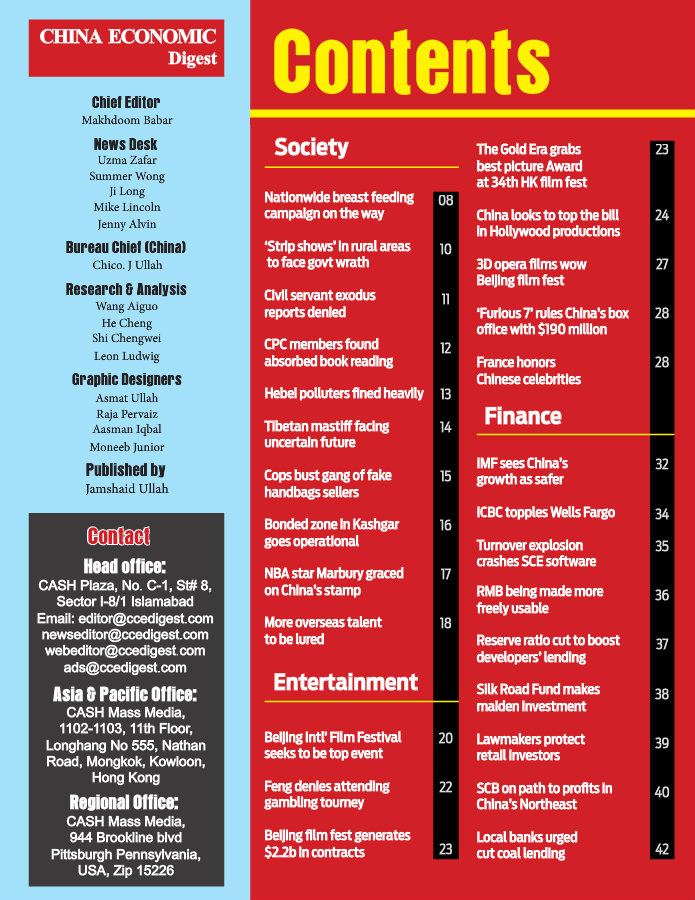 CHINA ECONOMIC
Digest
Chief Editor
Makhdoom Babar
News Desk
Uzma Zafar
Summer Wong
Ji Long
Mike Lincoln
Jenny Alvin
Bureau Chief (China)
Chico. J Ullah
Research & Analysis
Wang Aiguo
He Cheng
Shi Chengwei
Leon Ludwig
Graphic Designers
Asmat Ullah
Raja Pervaiz
Aasman Iqbal
Moneeb Junior
Published by
Jamshaid Ullah
Contact
Head office:
CASH Plaza, No. C-1, St# 8,
Sector I-8/1 Islamabad
Email: editor@ccedigest.com
newseditor@ccedigest.com
webeditor@ccedigest.com
ads@ccedigest.com
Asia & Pacific Office:
CASH Mass Media,
1102-1103, 11th Floor,
Longhang No 555, Nathan
Road, Mongkok, Kowloon,
Hong Kong
Regional Office:
CASH Mass Media,
944 Brookline blvd
Pittsburgh Pennsylvania,
USA, Zip 15226
Contents
Society
Nationwide breast feeding 08
campaign on the way
'Strip shows' in rural areas 10
to face govt wrath
Civil servant exodus 11
reports denied
CPC members found 12
absorbed book reading
Hebei polluters fined heavily 13
Tibetan mastiff facing 14
uncertain future
Cops bust gang of fake 15
handbags sellers
Bonded zone in Kashgar 16
goes operational
NBA star Marbury graced 17
on China's stamp
More overseas talent 18
to be lured
Entertainment
Beijing Intl' Film Festival 20
seeks to be top event
Feng denies attending 22
gambling tourney
Beijing film fest generates
$2.2b in contracts 23
The Gold Era grabs 23
best picture Award
at 34th HK film fest
China looks to top the bill 24
in Hollywood productions
3D opera films wow 27
Beijing film fest
'Furious 7' rules China's box 28
office with $190 million
France honors 28
Chinese celebrities
Finance
IMF sees China's 32
growth as safer
ICBC topples Wells Fargo 34
Turnover explosion 35
crashes SCE software
RMB being made more 36
freely usable
Reserve ratio cut to boost 37
developers' lending
Silk Road Fund makes 38
maiden investment
Lawmakers protect 39
retail investors
SCB on path to profits in 40
China's Northeast
Local banks urged
cut coal lending 42